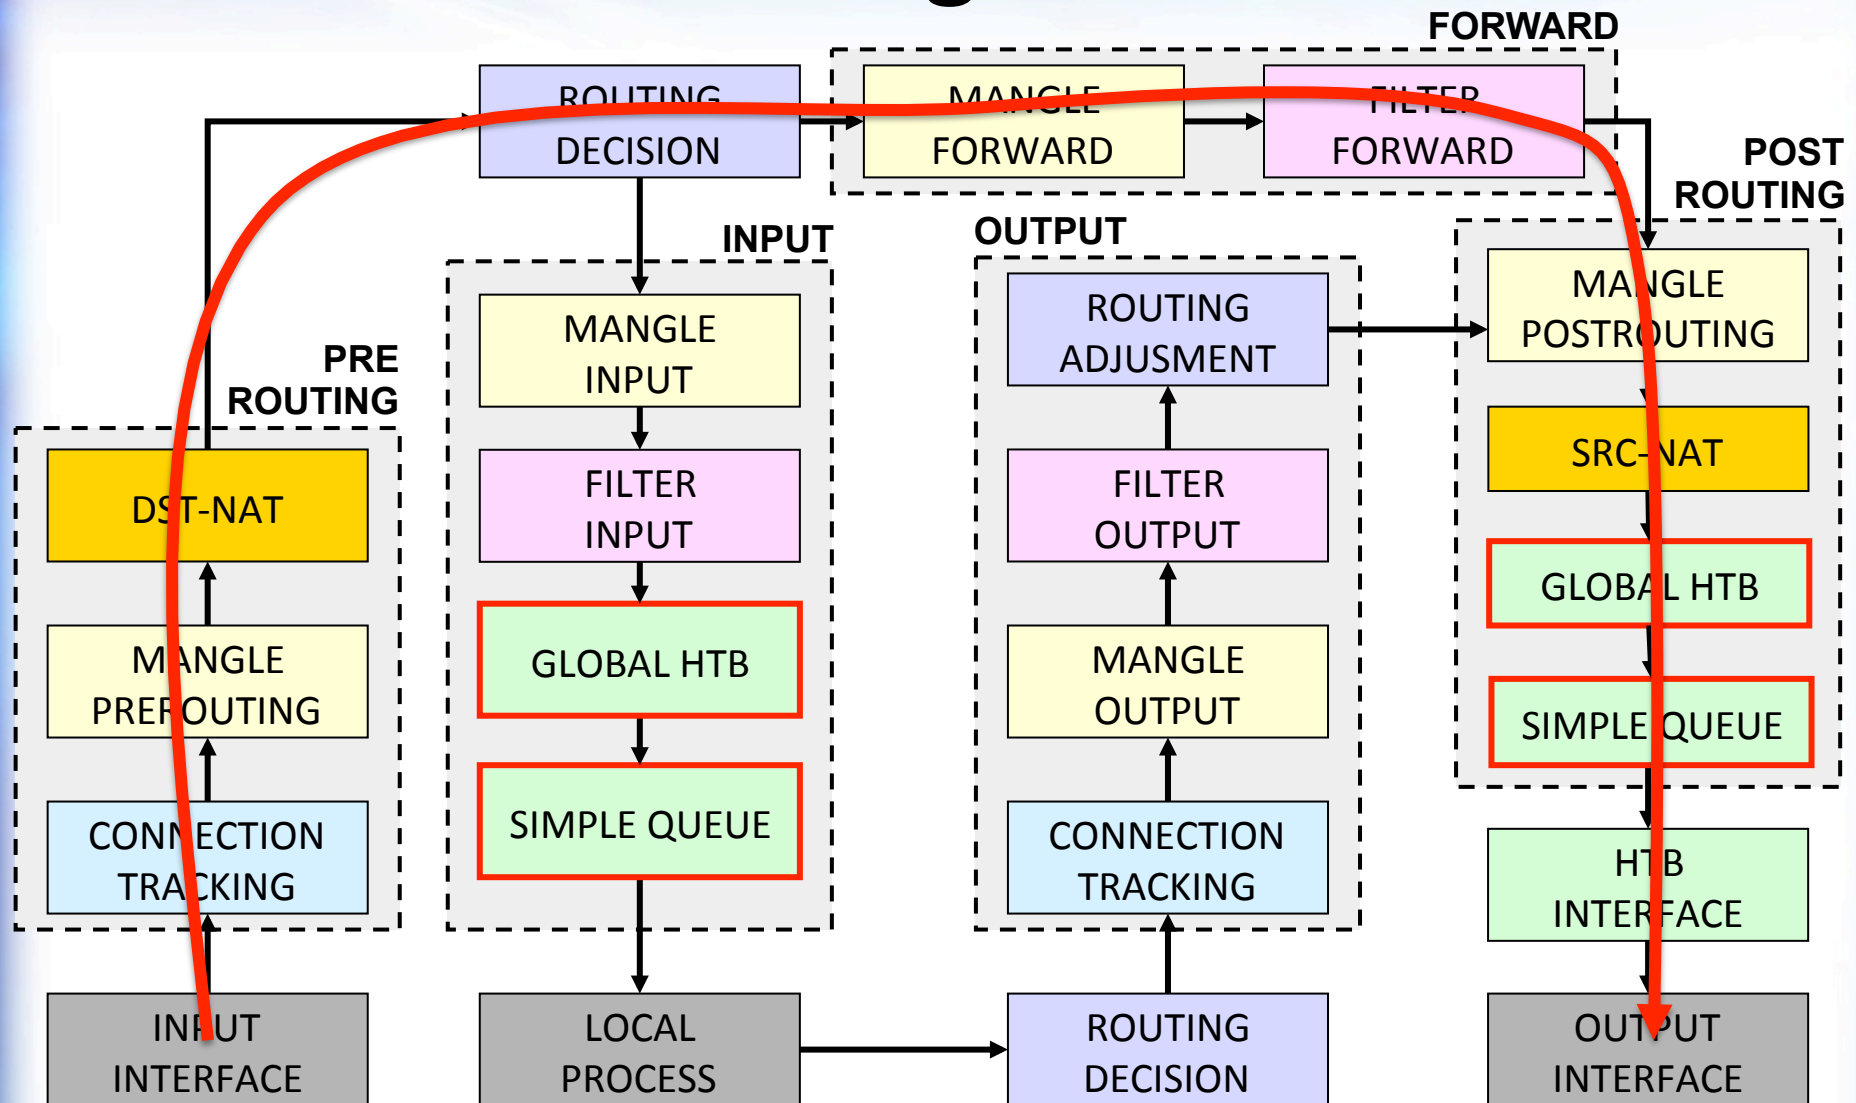 FORWARD
ROUTING
DECISION
MANGLE
FORWARD
FILTER
FORWARD
POST
ROUTING
INPUT
OUTPUT
MANGLE
INPUT
ROUTING
ADJUSMENT
MANGLE
POSTROUTING
PRE
ROUTING
DST-NAT
FILTER
INPUT
FILTER
OUTPUT
SRC-NAT
GLOBAL HTB
MANGLE
PREROUTING
GLOBAL HTB
MANGLE
OUTPUT
SIMPLE QUEUE
CONNECTION
TRACKING
SIMPLE QUEUE
CONNECTION
TRACKING
HTB
INTERFACE
INPUT
INTERFACE
LOCAL
PROCESS
ROUTING
DECISION
OUTPUT
INTERFACE